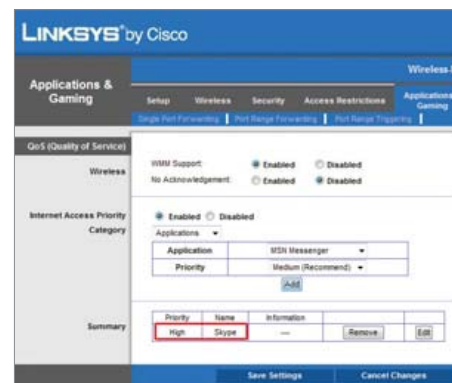 LINKSYS® by Cisco
Wireless-
Applications &
Gaming
Setup Wireless Security Access Restrictions Applications
Gaming
Single Port Forwarding | Port Range Forwarding | Port Range Triggering |
QoS (Quality of Service)
Wireless
WMM Support: Enabled Disabled
No Acknowledgement: Enabled Disabled
Internet Access Priority
Enabled Disabled
Category
Applications
Application MSN Messenger
Priority Medium (Recommend)
Add
Summary
Priority Name Information
High Skype --- Remove Edit
Save Settings Cancel Changes